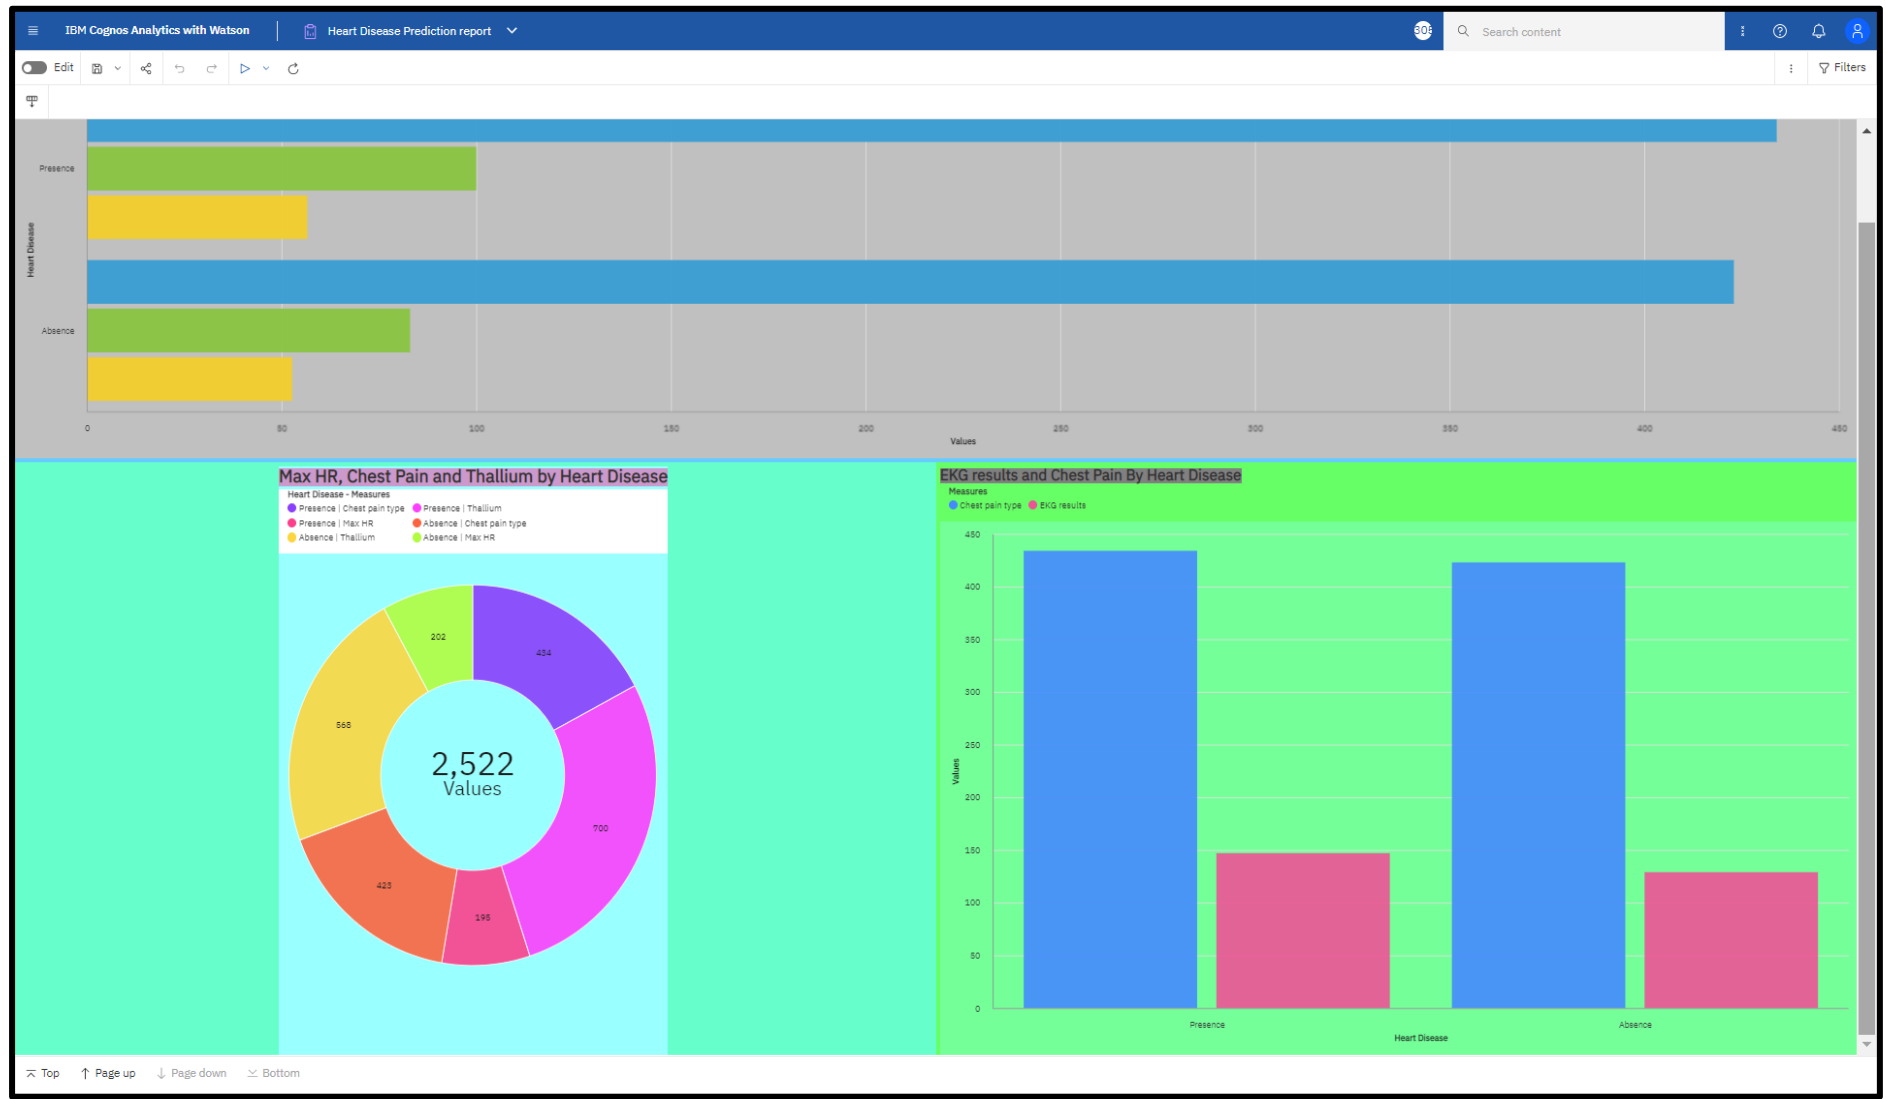 IBM Cognos Analytics with Watson
Heart Disease Prediction report
Search content
Edit
Filters
Presence
Heart Disease
Absence
0 50 100 150 200 250 300 350 400 450
Values
Max HR, Chest Pain and Thallium by Heart Disease
Heart Disease - Measures
Presence | Chest pain type Presence | Thallium
Presence | Max HR Absence | Chest pain type
Absence | Thallium Absence | Max HR
202
434
568
2,522
Values
700
423
195
EKG results and Chest Pain By Heart Disease
Measures
Chest pain type EKG results
450
400
350
300
250
Values
200
150
100
50
0
Presence Absence
Heart Disease
Top Page up Page down Bottom